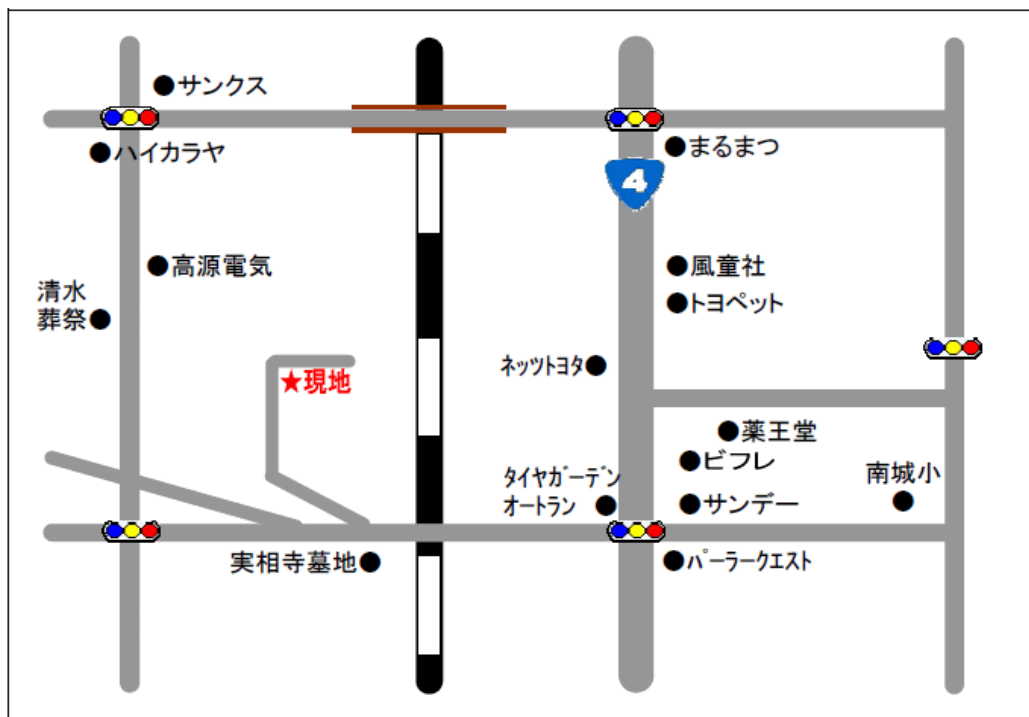 ●サンクス
●ハイカラヤ
●まるまつ
4
●高源電気
●風童社
清水
葬祭●
●トヨペット
ネッツトヨタ●
★現地
●薬王堂
●ビフレ
南城小
タイヤガーデン
オートラン●
●サンデー
実相寺墓地●
●パーラークエスト